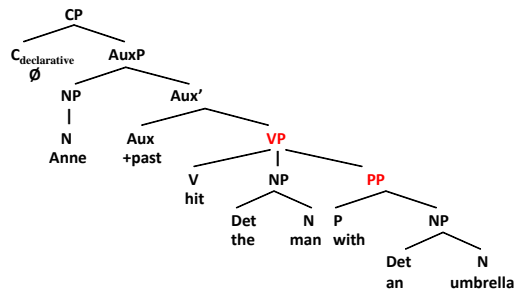 CP
C declarative AuxP
Ø
NP Aux’
N Aux VP
Anne +past
V NP PP
hit
Det N P NP
the man with
Det N
an umbrella